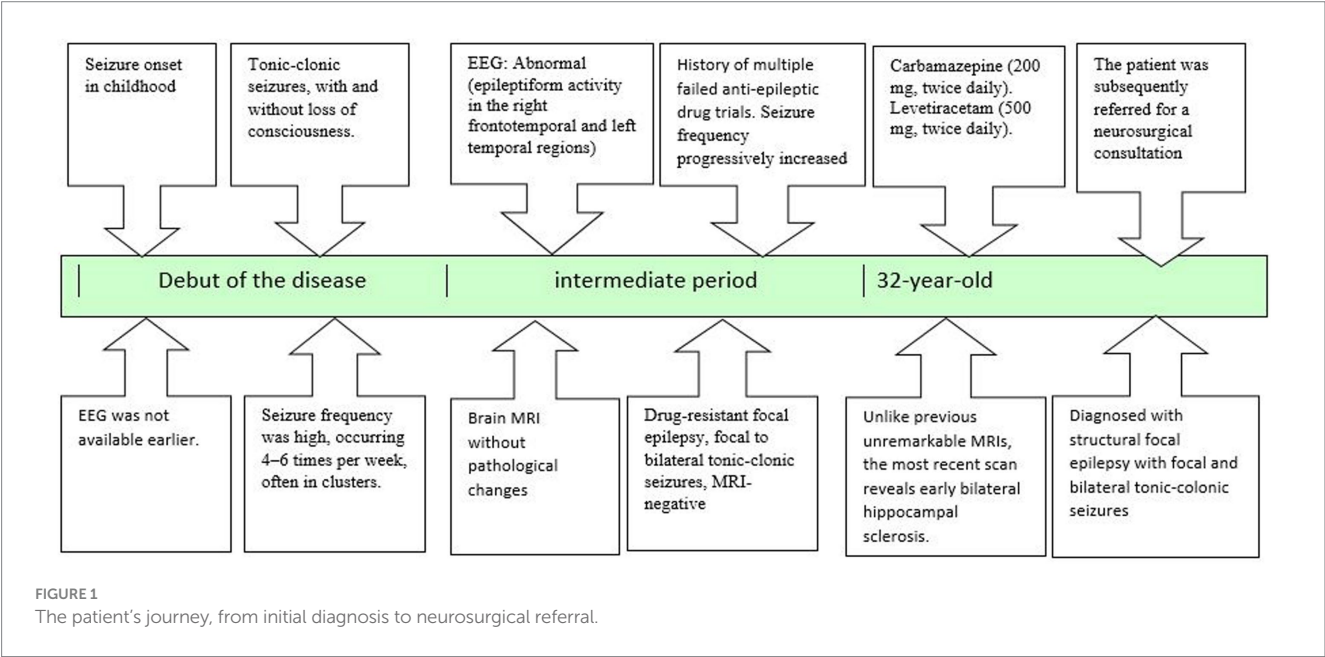 Seizure onset
in childhood
Tonic-clonic
seizures, with and
without loss of
consciousness.
EEG: Abnormal
(epileptiform activity
in the right
frontotemporal and left
temporal regions)
History of multiple
failed anti-epileptic
drug trials. Seizure
frequency
progressively increased
Carbamazepine (200
mg, twice daily).
Levetiracetam (500
mg, twice daily).
The patient was
subsequently
referred for a
neurosurgical
consultation
Debut of the disease
intermediate period
32-year-old
EEG was not
available earlier.
Seizure frequency
was high, occurring
4–6 times per week,
often in clusters.
Brain MRI
without
pathological
changes
Drug-resistant focal
epilepsy, focal to
bilateral tonic-clonic
seizures, MRI-
negative
Unlike previous
unremarkable MRIs,
the most recent scan
reveals early bilateral
hippocampal
sclerosis.
Diagnosed with
structural focal
epilepsy with focal and
bilateral tonic-colonic
seizures
FIGURE 1
The patient's journey, from initial diagnosis to neurosurgical referral.